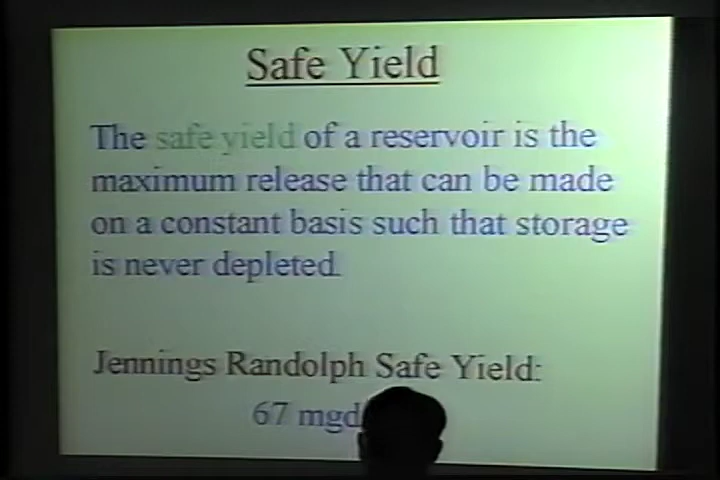 Safe Yield
The safe yield of a reservoir is the
maximum release that can be made
on a constant basis such that storage
is never depleted.
Jennings Randolph Safe Yield:
67 mgd